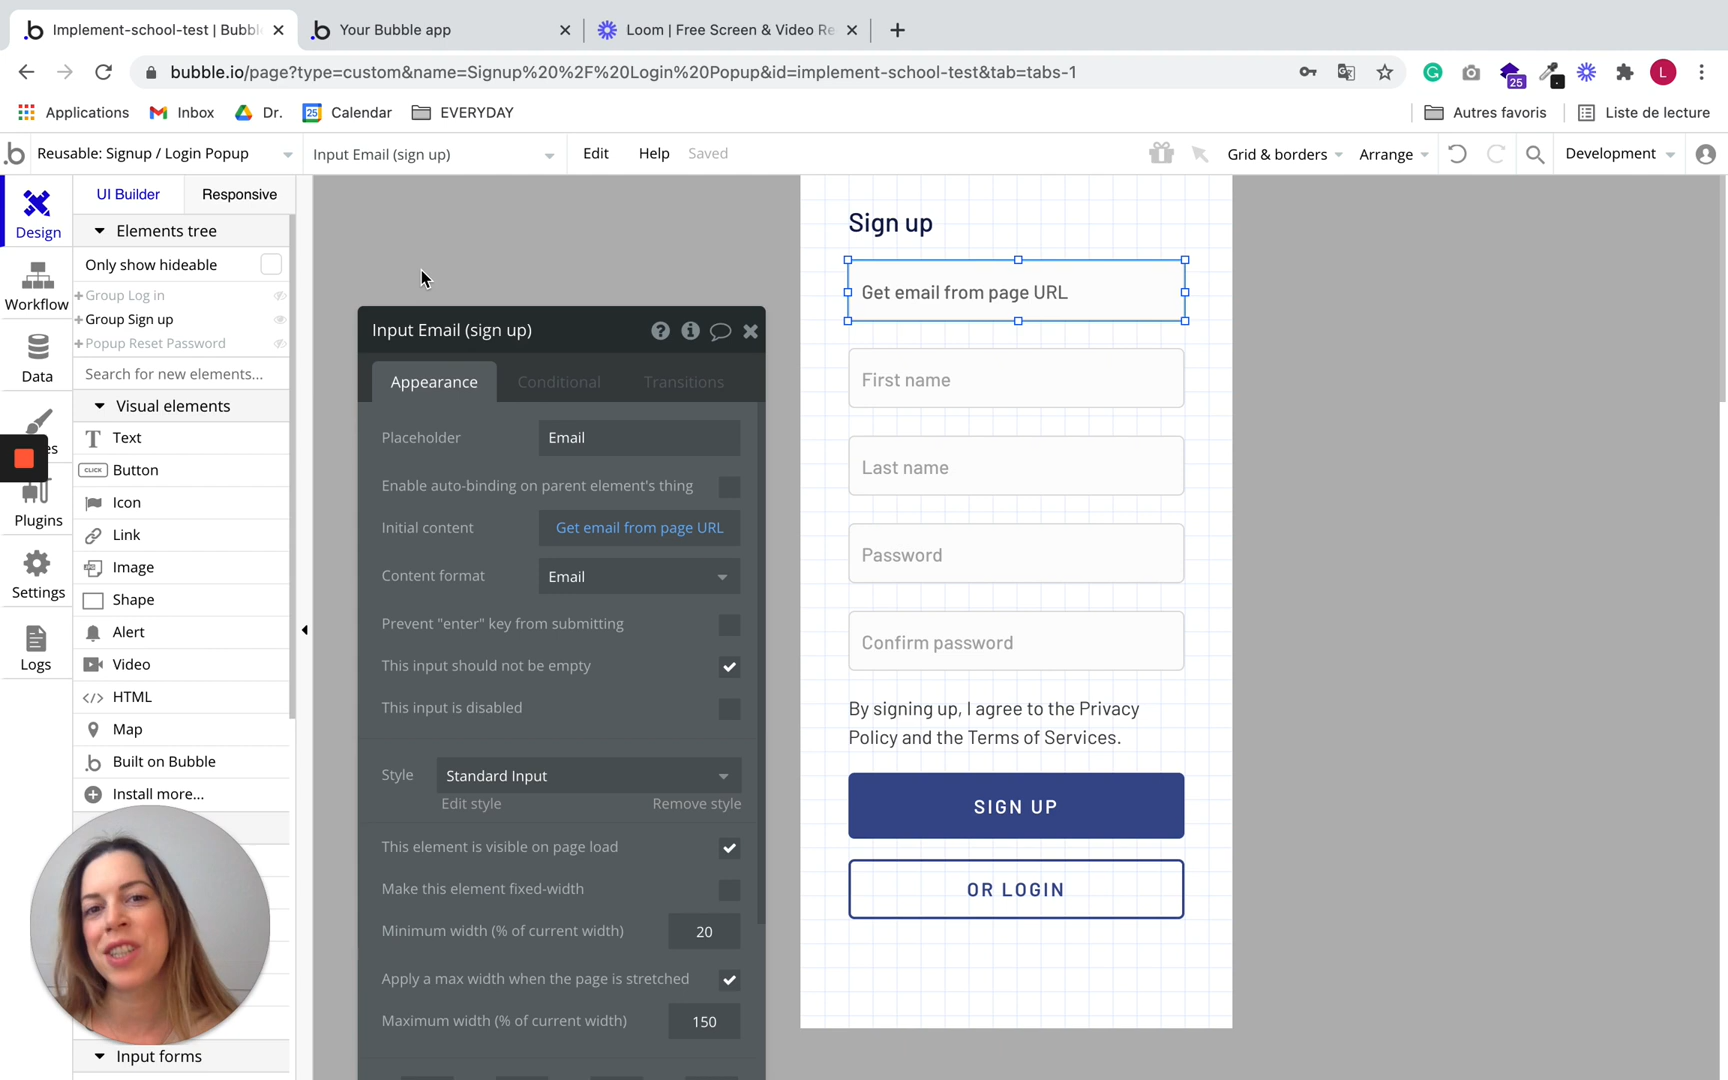 Implement-school-test | Bubbl
Your Bubble app
Loom | Free Screen & Video Re
bubble.io/page?type=custom&name=Signup%20%2F%20Login%20Popup&id=implement-school-test&tab=tabs-1
25
L
Applications
Inbox
Dr.
25
Calendar
EVERYDAY
Autres favoris
Liste de lecture
Reusable: Signup / Login Popup
Input Email (sign up)
Edit
Help
Saved
Grid & borders
Arrange
Development
Design
Workflow
Data
es
Plugins
Settings
Logs
UI Builder
Responsive
Elements tree
Only show hideable
+Group Log in
+Group Sign up
+Popup Reset Password
Search for new elements...
Visual elements
Text
CLICK
Button
Icon
Link
Image
Shape
Alert
Video
HTML
Map
Built on Bubble
Install more...
Input forms
Input Email (sign up)
Appearance
Conditional
Transitions
Placeholder
Email
Enable auto-binding on parent element's thing
Initial content
Get email from page URL
Content format
Email
Prevent "enter" key from submitting
This input should not be empty
This input is disabled
Style
Standard Input
Edit style
Remove style
This element is visible on page load
Make this element fixed-width
Minimum width (% of current width)
20
Apply a max width when the page is stretched
Maximum width (% of current width)
150
Sign up
Get email from page URL
First name
Last name
Password
Confirm password
By signing up, I agree to the Privacy
Policy and the Terms of Services.
SIGN UP
OR LOGIN